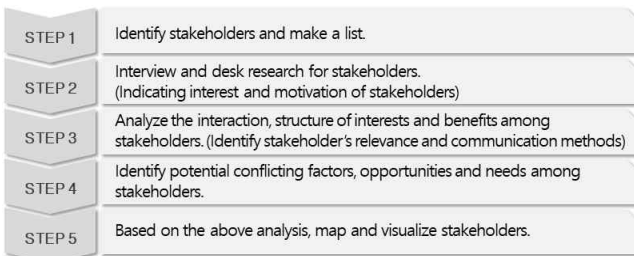 STEP 1
Identify stakeholders and make a list.
STEP 2
Interview and desk research for stakeholders.
(Indicating interest and motivation of stakeholders)
STEP 3
Analyze the interaction, structure of interests and benefits among
stakeholders. (Identify stakeholder's relevance and communication methods)
STEP 4
Identify potential conflicting factors, opportunities and needs among
stakeholders.
STEP 5
Based on the above analysis, map and visualize stakeholders.